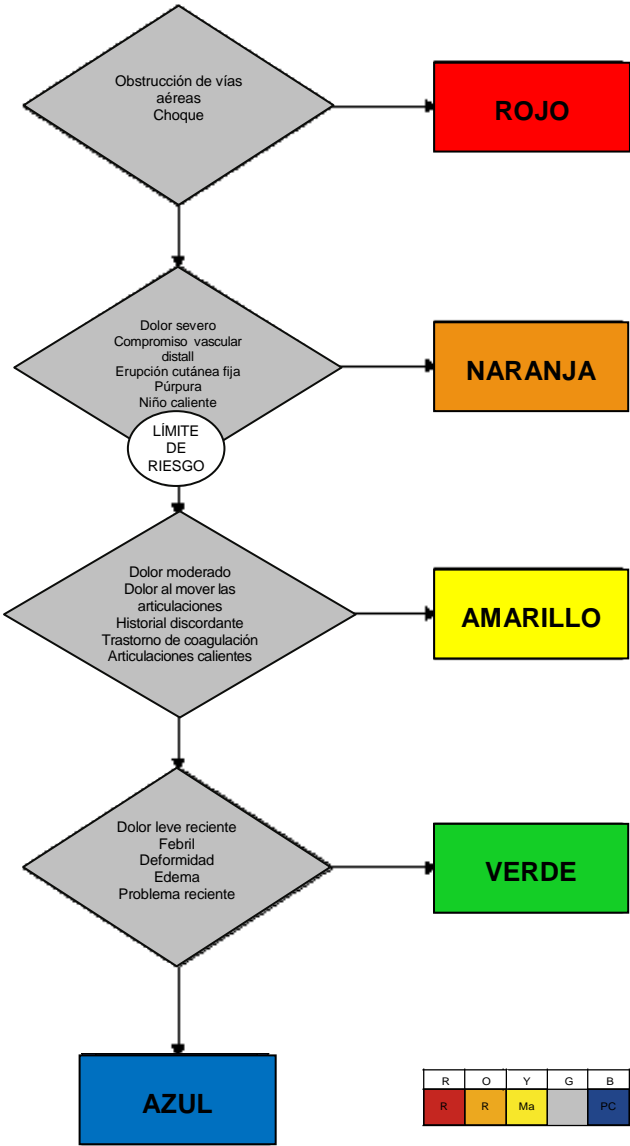 Obstrucción de vías
aéreas
Choque
ROJO
Dolor severo
Compromiso vascular
distall
Erupción cutánea fija
Púrpura
Niño caliente
NARANJA
LÍMITE
DE
RIESGO
Dolor moderado
Dolor al mover las
articulaciones
Historial discordante
Trastorno de coagulación
Articulaciones calientes
AMARILLO
Dolor leve reciente
Febril
Deformidad
Edema
Problema reciente
VERDE
AZUL
R O Y G B
R R Ma PC